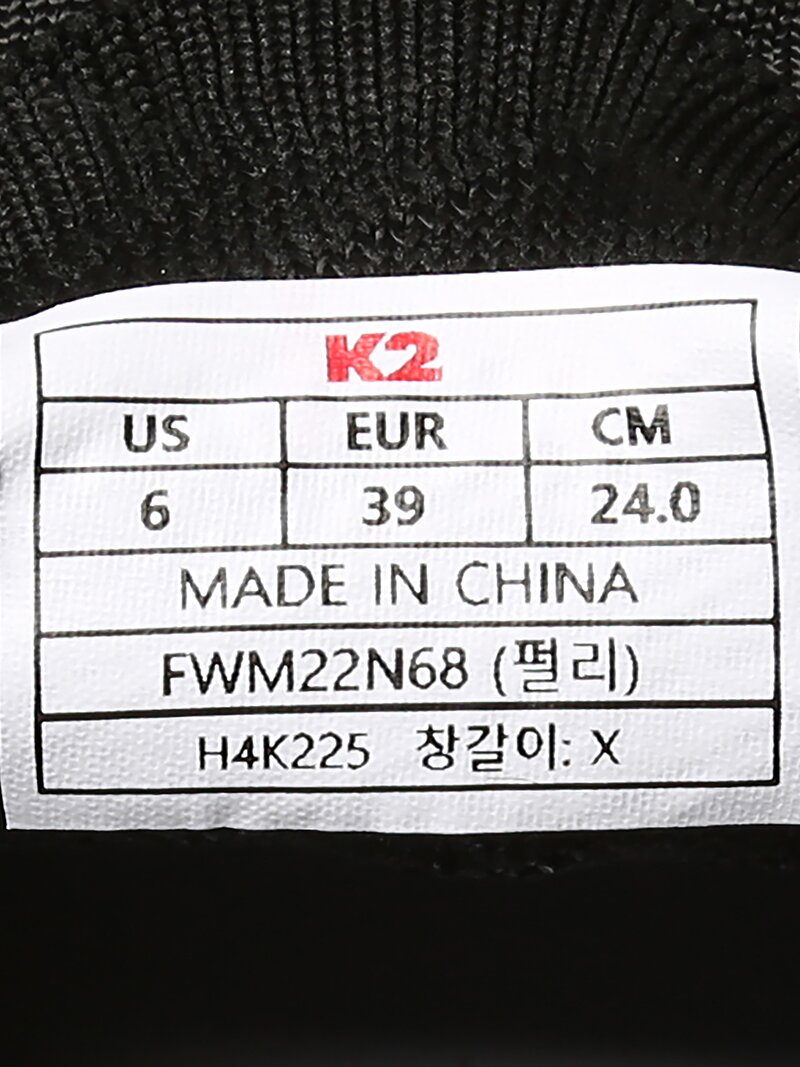 K2
US EUR CM
6 39 24.0
MADE IN CHINA
FWM22N68 (펄리)
H4K225 창갈이: X